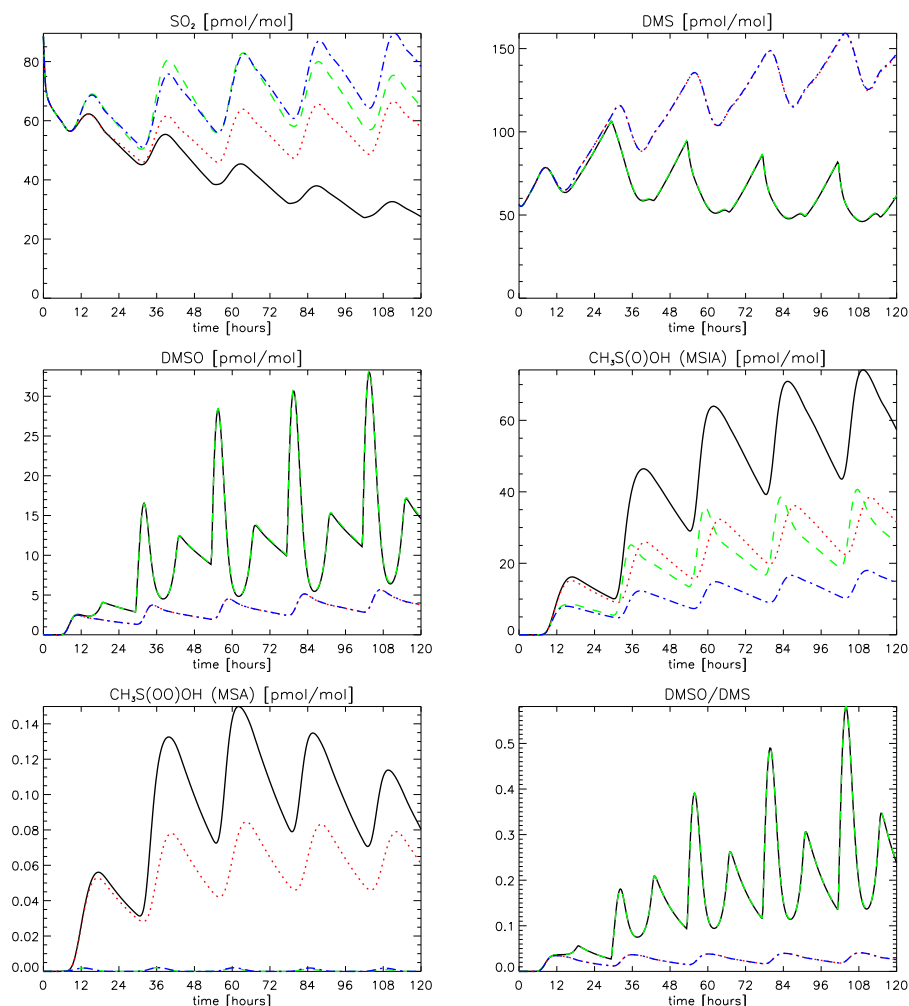 SO₂ [pmol/mol]
80
60
40
20
0
0 12 24 36 48 60 72 84 96 108 120
time [hours]
DMS [pmol/mol]
150
100
50
0
0 12 24 36 48 60 72 84 96 108 120
time [hours]
DMSO [pmol/mol]
30
25
20
15
10
5
0
0 12 24 36 48 60 72 84 96 108 120
time [hours]
CH₃S(O)OH (MSIA) [pmol/mol]
60
40
20
0
0 12 24 36 48 60 72 84 96 108 120
time [hours]
CH₃S(OO)OH (MSA) [pmol/mol]
0.14
0.12
0.10
0.08
0.06
0.04
0.02
0.00
0 12 24 36 48 60 72 84 96 108 120
time [hours]
DMSO/DMS
0.5
0.4
0.3
0.2
0.1
0.0
0 12 24 36 48 60 72 84 96 108 120
time [hours]